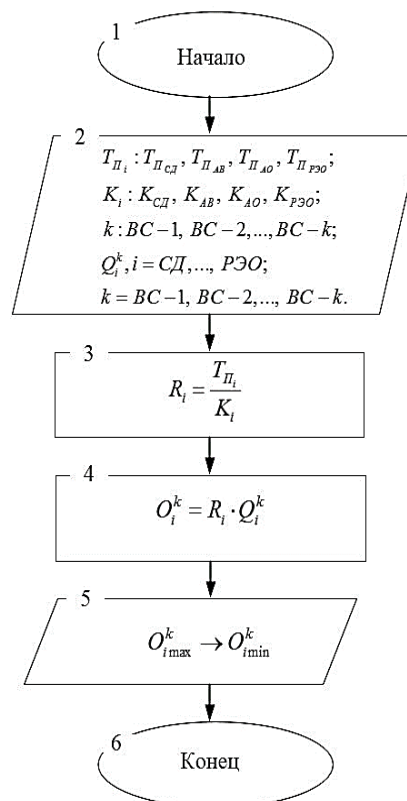 1
Начало
2
T_{П_i} : T_{П_{СД}}, T_{П_{АВ}}, T_{П_{АО}}, T_{П_{РЭО}};
K_i : K_{СД}, K_{АВ}, K_{АО}, K_{РЭО};
k : ВС−1, ВС−2,..., ВС−k;
Q_i^k, i = СД,..., РЭО;
k = ВС−1, ВС−2,..., ВС−k.
3
R_i = \frac{T_{П_i}}{K_i}
4
O_i^k = R_i · Q_i^k
5
O_{i max}^k → O_{i min}^k
6
Конец